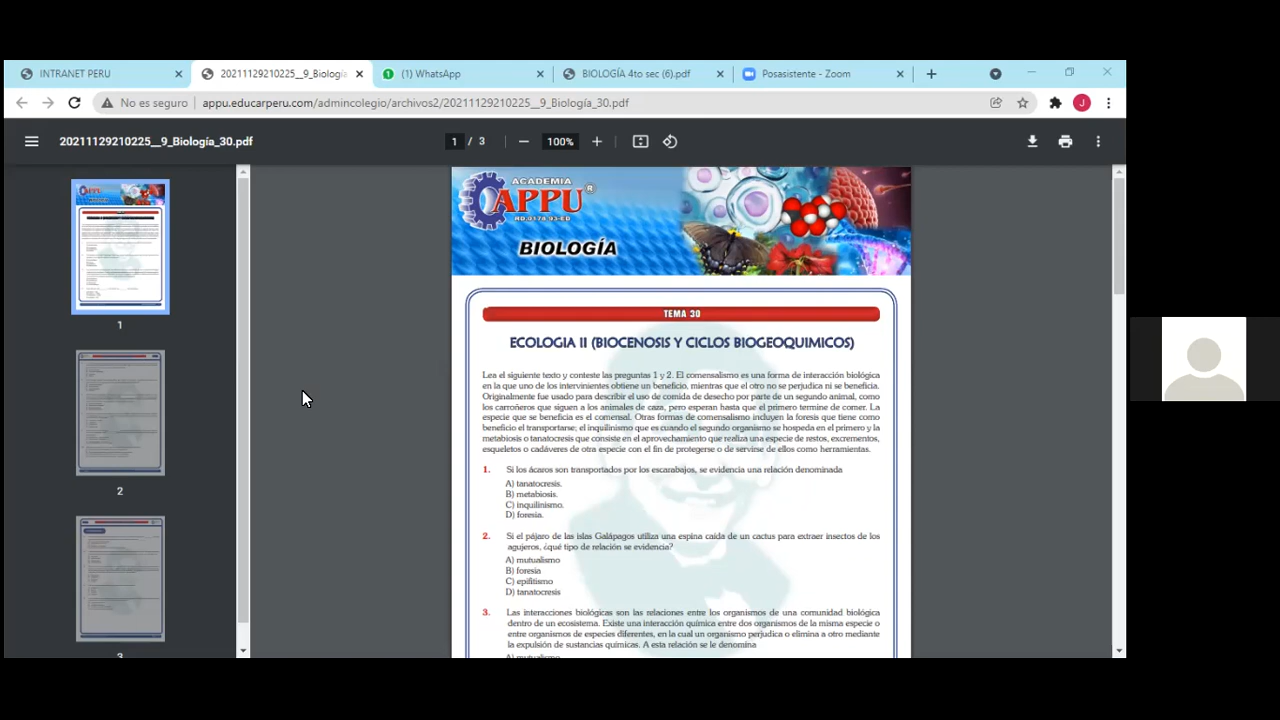 INTRANET PERU
20211129210225__9_Biología
(1) WhatsApp
BIOLOGÍA 4to sec (6).pdf
Posasistente - Zoom
No es seguro
appu.educarperu.com/admincolegio/archivos2/20211129210225__9_Biología_30.pdf
J
20211129210225__9_Biología_30.pdf
1 / 3
100%
ACADEMIA
APPU®
RD.0178-93-ED
BIOLOGÍA
TEMA 30
ECOLOGIA II (BIOCENOSIS Y CICLOS BIOGEOQUIMICOS)
Lea el siguiente texto y conteste las preguntas 1 y 2. El comensalismo es una forma de interacción biológica
en la que uno de los intervinientes obtiene un beneficio, mientras que el otro no se perjudica ni se beneficia.
Originalmente fue usado para describir el uso de comida de desecho por parte de un segundo animal, como
los carroñeros que siguen a los animales de caza, pero esperan hasta que el primero termine de comer. La
especie que se beneficia es el comensal. Otras formas de comensalismo incluyen la foresis que tiene como
beneficio el transportarse; el inquilinismo que es cuando el segundo organismo se hospeda en el primero y la
metabiosis o tanatocresis que consiste en el aprovechamiento que realiza una especie de restos, excrementos,
esqueletos o cadáveres de otra especie con el fin de protegerse o de servirse de ellos como herramientas.
1. Si los ácaros son transportados por los escarabajos, se evidencia una relación denominada
A) tanatocresis.
B) metabiosis.
C) inquilinismo.
D) foresia.
2. Si el pájaro de las islas Galápagos utiliza una espina caída de un cactus para extraer insectos de los
agujeros, ¿qué tipo de relación se evidencia?
A) mutualismo
B) foresia
C) epifitismo
D) tanatocresis
3. Las interacciones biológicas son las relaciones entre los organismos de una comunidad biológica
dentro de un ecosistema. Existe una interacción química entre dos organismos de la misma especie o
entre organismos de especies diferentes, en la cual un organismo perjudica o elimina a otro mediante
la expulsión de sustancias químicas. A esta relación se le denomina
A) mutualismo
1
2
3